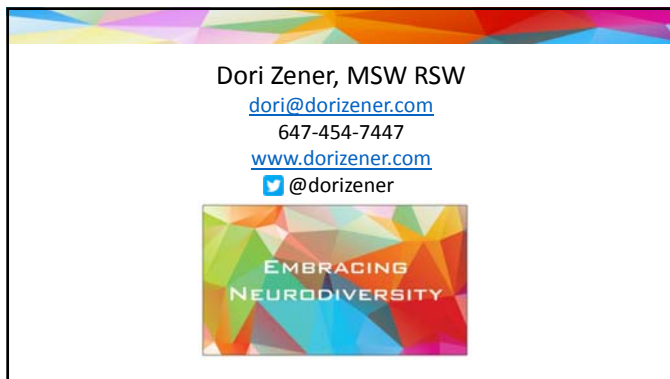 Dori Zener, MSW RSW
dori@dorizener.com
647-454-7447
www.dorizener.com
@dorizener
EMBRACING
NEURODIVERSITY